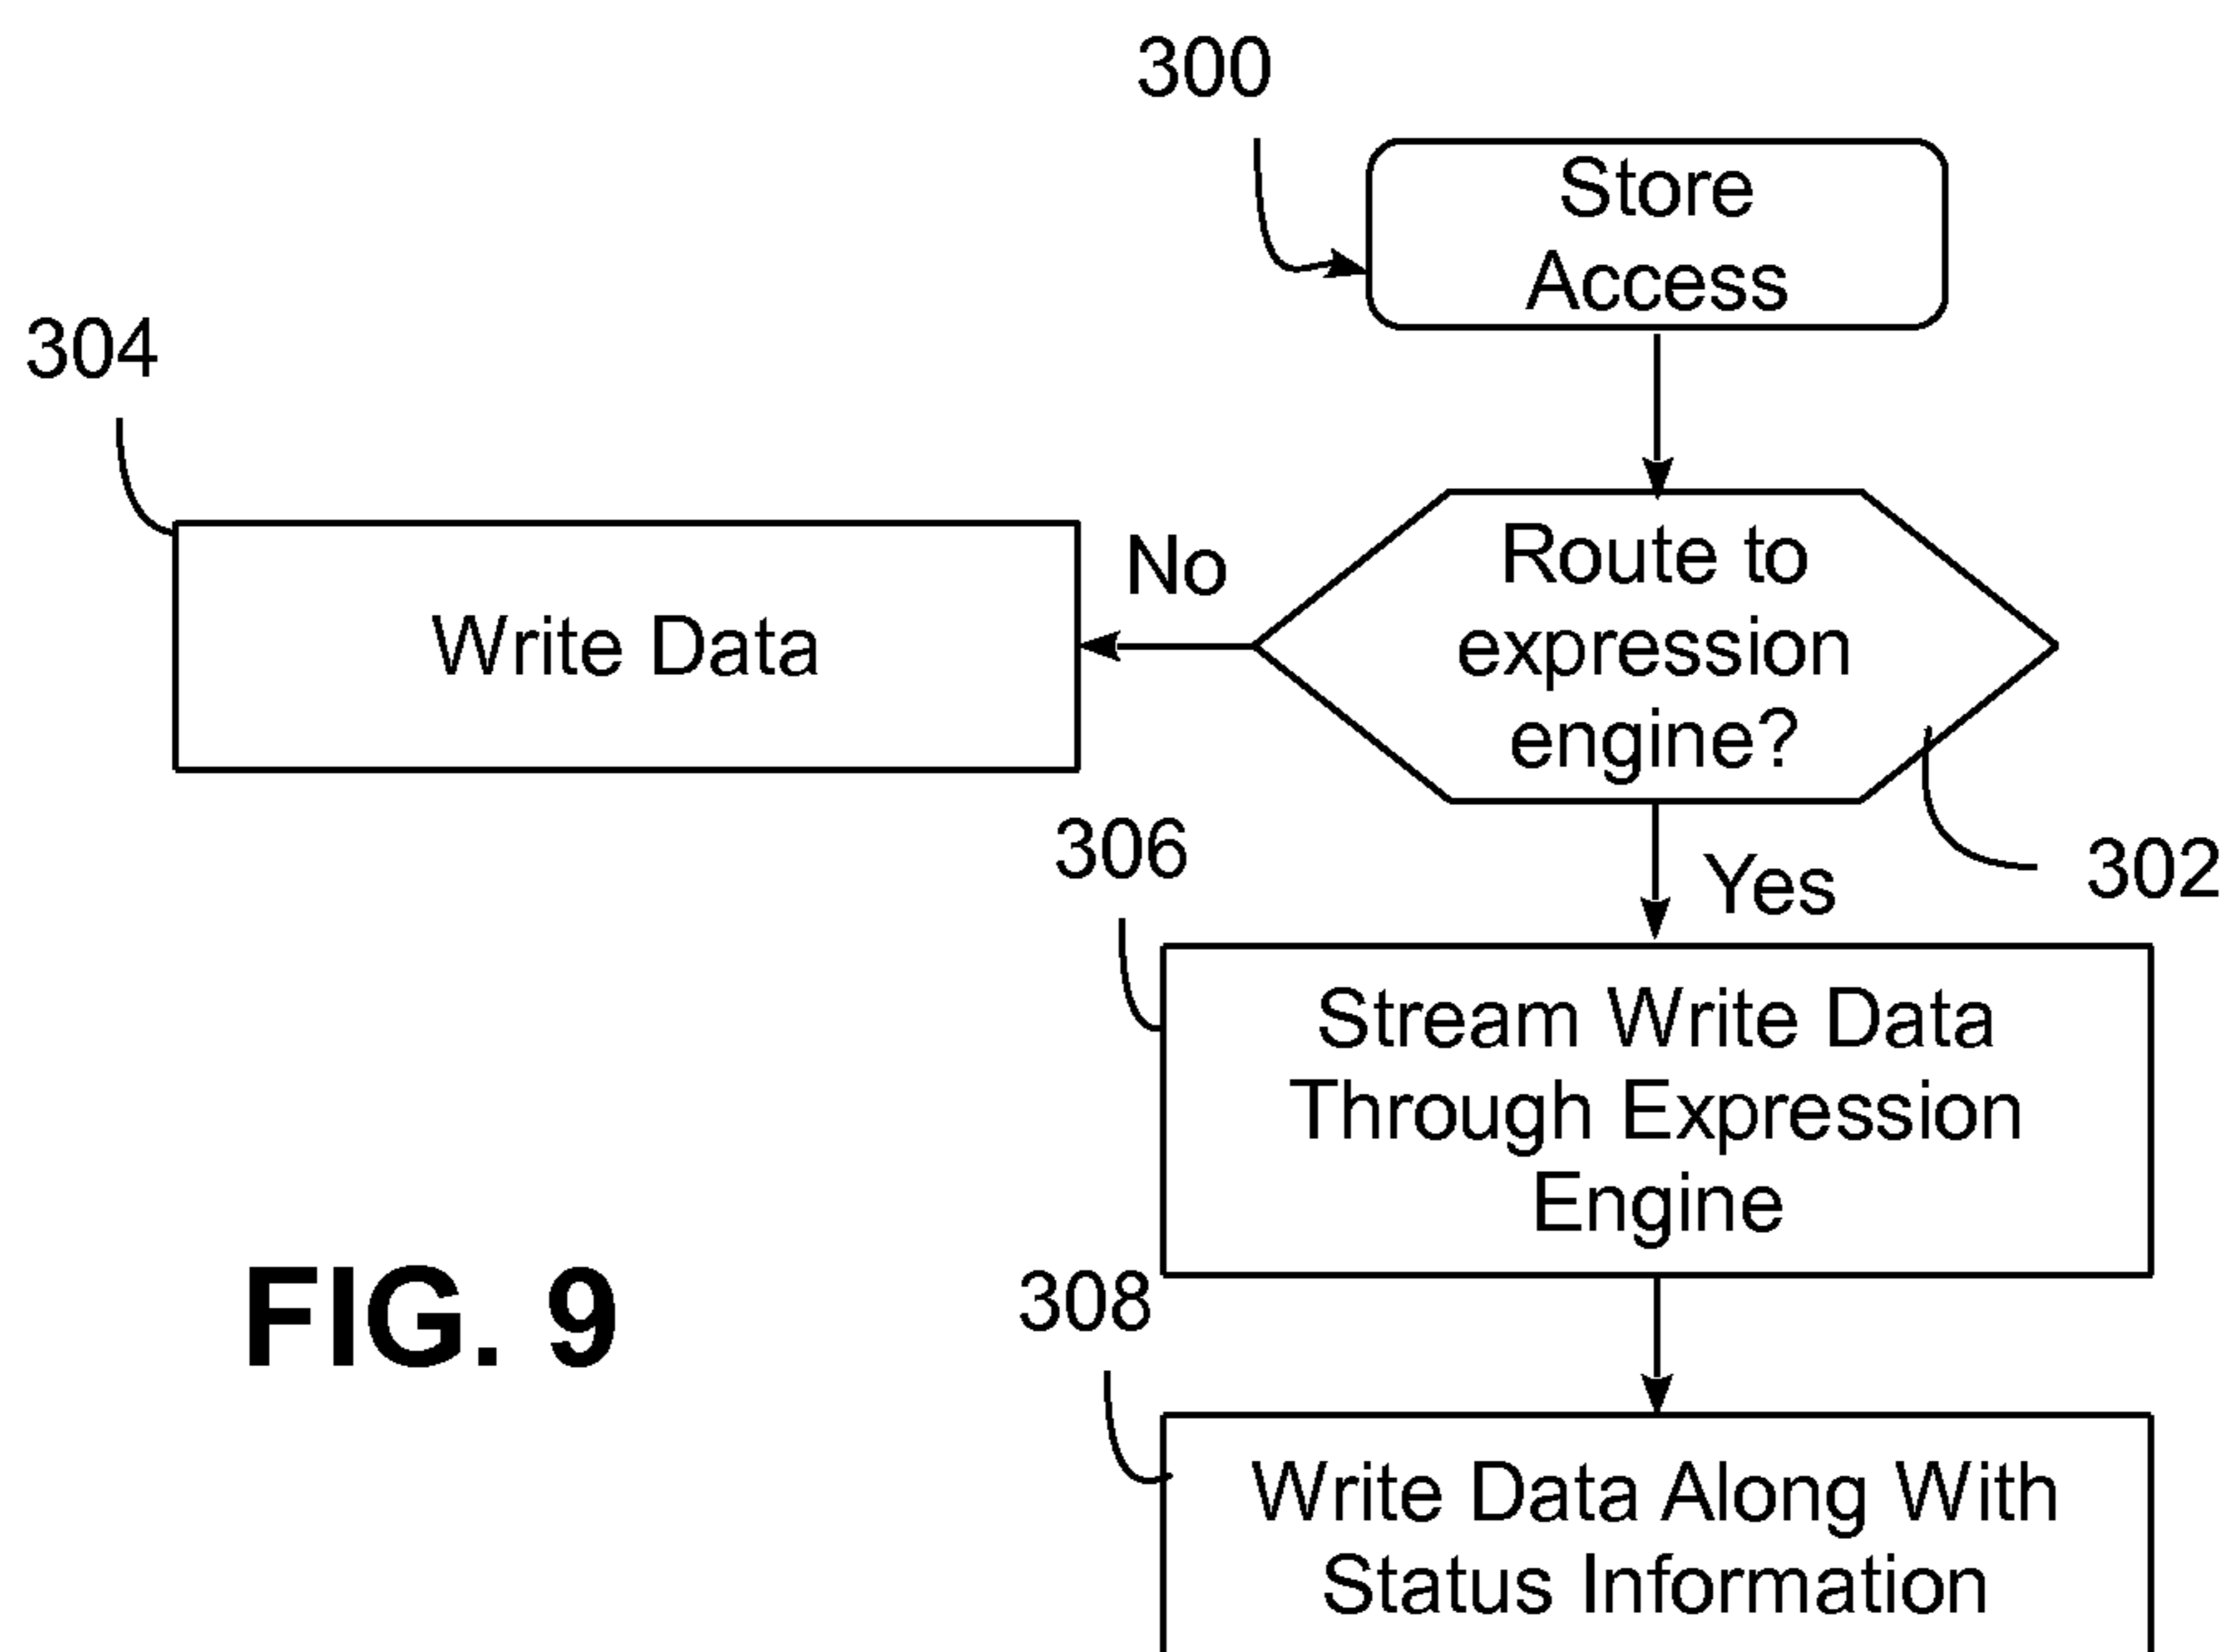 300
Store
Access
304
Write Data
No
Route to
expression
engine?
302
306
Yes
Stream Write Data
Through Expression
Engine
308
Write Data Along With
Status Information
FIG. 9